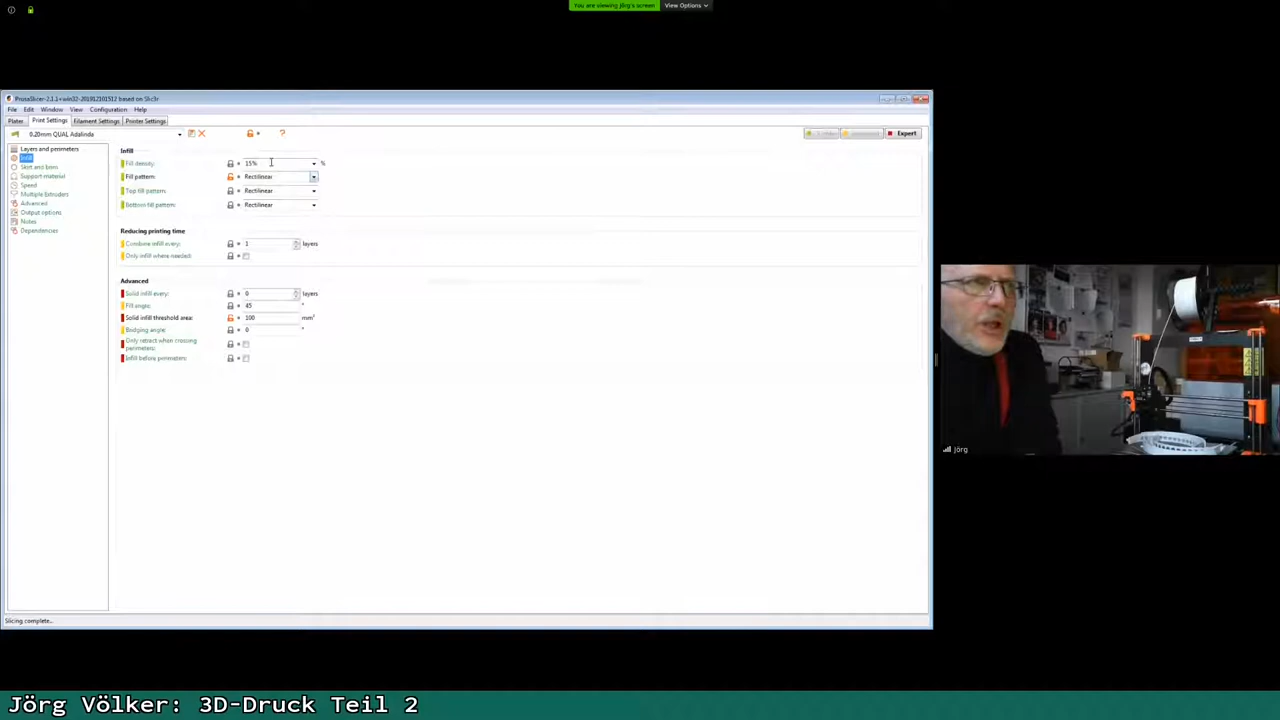 You are viewing Jörg's screen View Options
PrusaSlicer-2.1.1+win32-201912101512 based on Slic3r
File Edit Window View Configuration Help
Plater Print Settings Filament Settings Printer Settings
0.20mm QUAL Adalinda
Expert
Layers and perimeters
Infill
Skirt and brim
Support material
Speed
Multiple Extruders
Advanced
Output options
Notes
Dependencies
Infill
Fill density: 15% %
Fill pattern: Rectilinear
Top fill pattern: Rectilinear
Bottom fill pattern: Rectilinear
Reducing printing time
Combine infill every: 1 layers
Only infill where needed:
Advanced
Solid infill every: 0 layers
Fill angle: 45 °
Solid infill threshold area: 100 mm²
Bridging angle: 0 °
Only retract when crossing
perimeters:
Infill before perimeters:
Slicing complete...
Jörg
Jörg Völker: 3D-Druck Teil 2